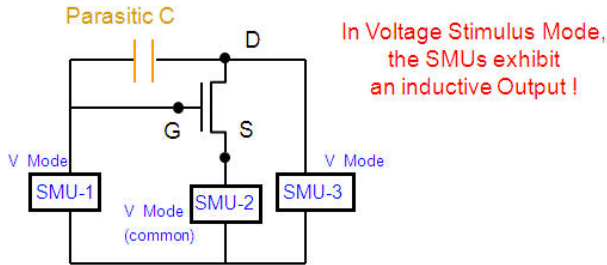 Parasitic C
D
In Voltage Stimulus Mode,
the SMUs exhibit
an inductive Output !
G
S
V Mode
SMU-1
V Mode
(common)
SMU-2
V Mode
SMU-3